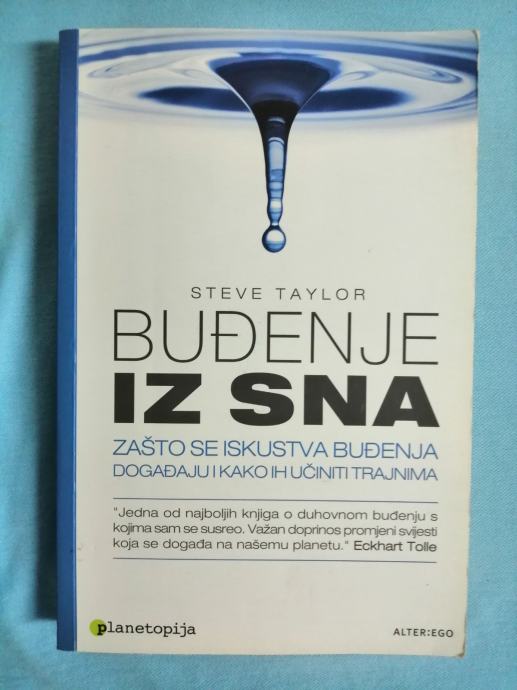 STEVE TAYLOR
BUĐENJE
IZ SNA
ZAŠTO SE ISKUSTVA BUĐENJA
DOGAĐAJU I KAKO IH UČINITI TRAJNIMA
"Jedna od najboljih knjiga o duhovnom buđenju s
kojima sam se susreo. Važan doprinos promjeni svijesti
koja se događa na našemu planetu." Eckhart Tolle
planetopija
ALTER:EGO